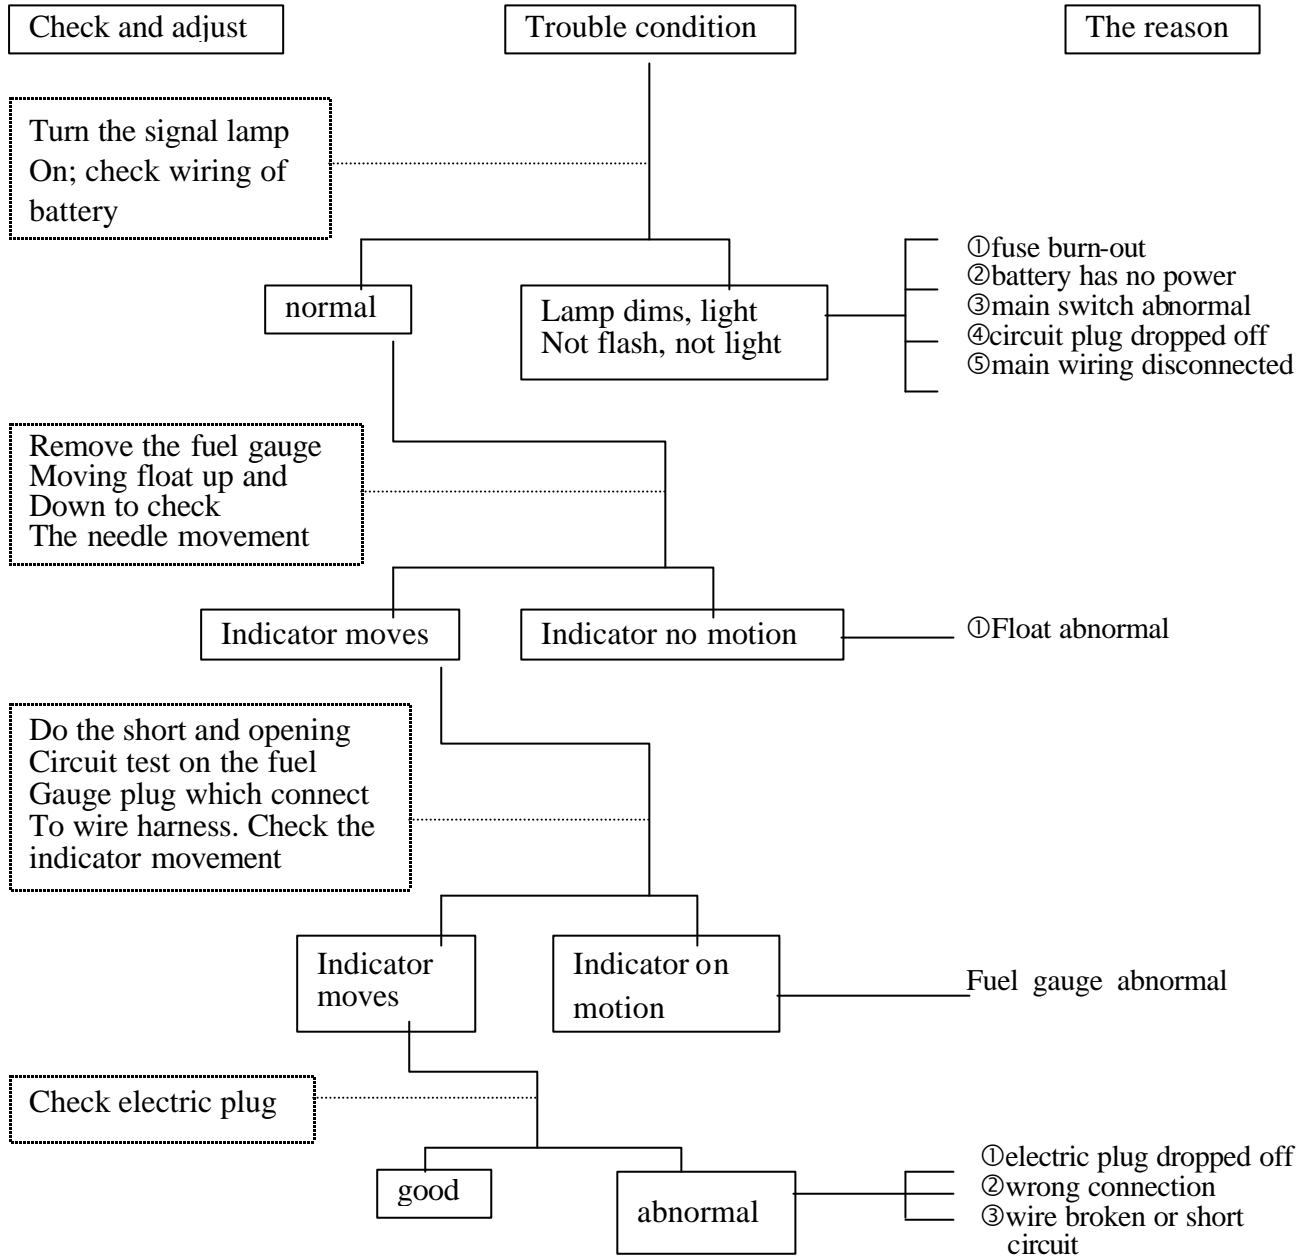 Check and adjust
Trouble condition
The reason
Turn the signal lamp
On; check wiring of
battery
normal
Lamp dims, light
Not flash, not light
①fuse burn-out
②battery has no power
③main switch abnormal
④circuit plug dropped off
⑤main wiring disconnected
Remove the fuel gauge
Moving float up and
Down to check
The needle movement
Indicator moves
Indicator no motion
①Float abnormal
Do the short and opening
Circuit test on the fuel
Gauge plug which connect
To wire harness. Check the
indicator movement
Indicator
moves
Indicator on
motion
Fuel gauge abnormal
Check electric plug
good
abnormal
①electric plug dropped off
②wrong connection
③wire broken or short
circuit